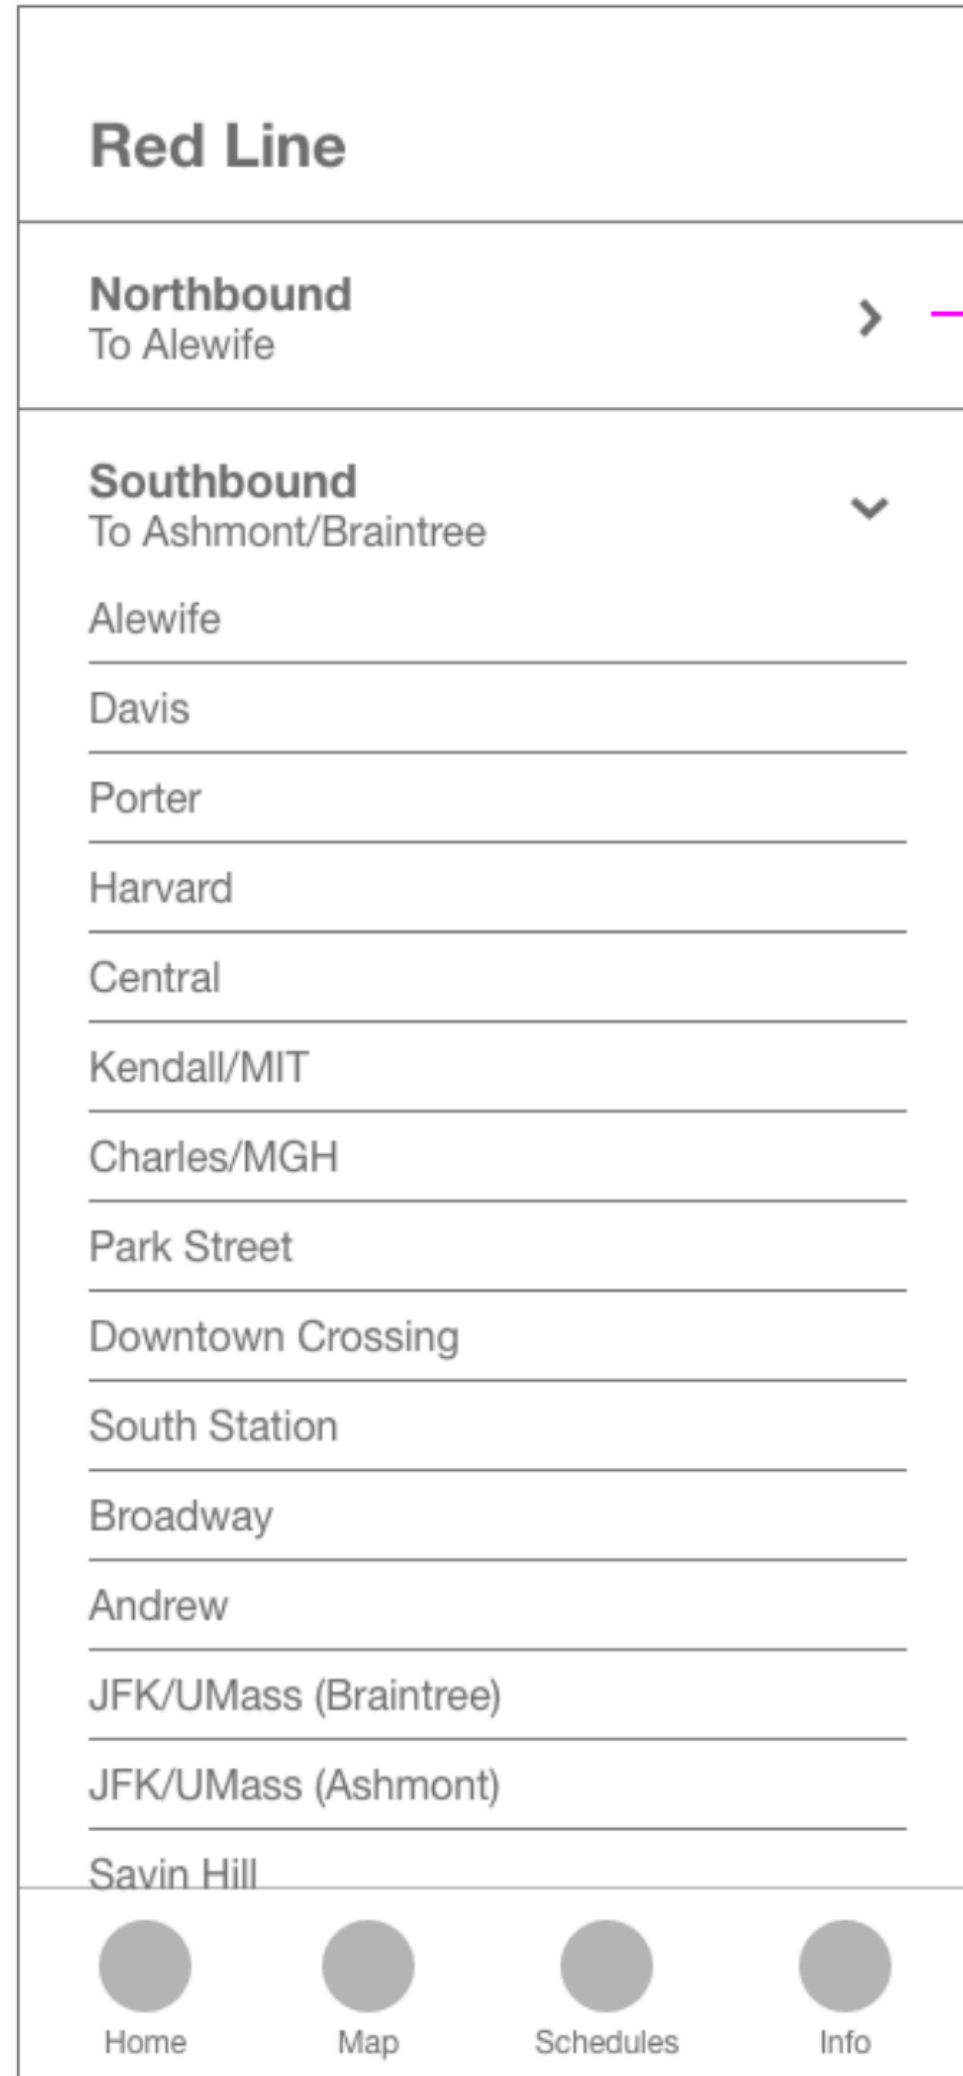 Red Line
Northbound
To Alewife
Southbound
To Ashmont/Braintree
Alewife
Davis
Porter
Harvard
Central
Kendall/MIT
Charles/MGH
Park Street
Downtown Crossing
South Station
Broadway
Andrew
JFK/UMass (Braintree)
JFK/UMass (Ashmont)
Savin Hill
Home
Map
Schedules
Info